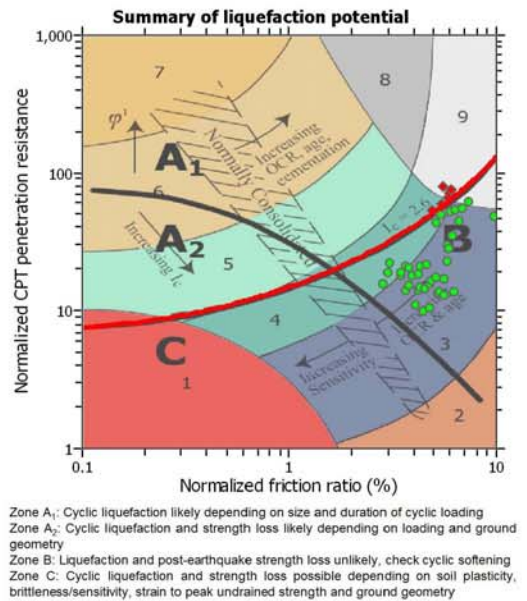 Summary of liquefaction potential
1,000
7
8
9
φ'
Normally Consolidated
Increasing
OCR, age,
cementation
A1
100
6
A2
Increasing Ic
Ic = 2.6
B
5
10
4
C
1
Increasing
Sensitivity
OCR & age
3
2
1
0.1
1
10
Normalized CPT penetration resistance
Normalized friction ratio (%)
Zone A1: Cyclic liquefaction likely depending on size and duration of cyclic loading
Zone A2: Cyclic liquefaction and strength loss likely depending on loading and ground
geometry
Zone B: Liquefaction and post-earthquake strength loss unlikely, check cyclic softening
Zone C: Cyclic liquefaction and strength loss possible depending on soil plasticity,
brittleness/sensitivity, strain to peak undrained strength and ground geometry